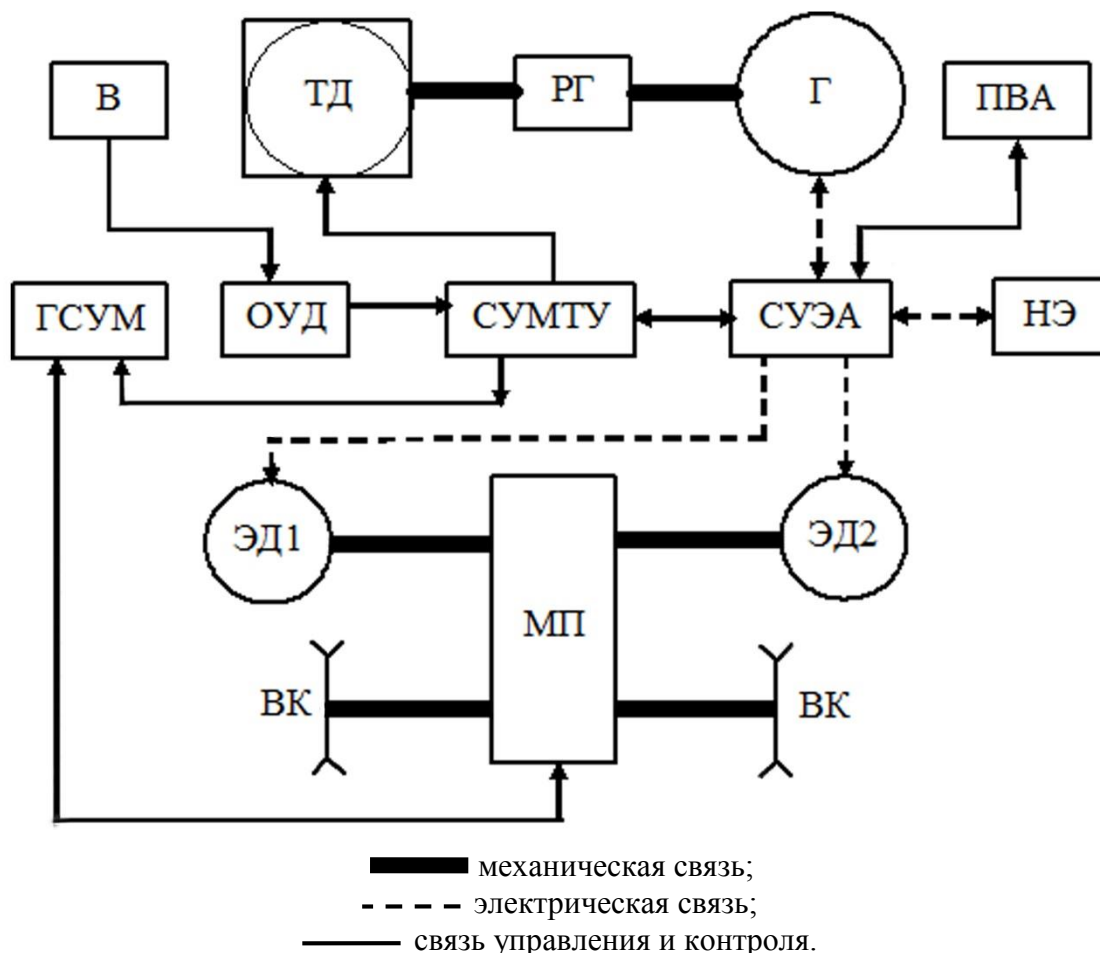 ТД
РГ
Г
В
ПВА
ГСУМ
ОУД
СУМТУ
СУЭА
НЭ
ЭД1
ЭД2
МП
ВК
ВК
механическая связь;
электрическая связь;
связь управления и контроля.